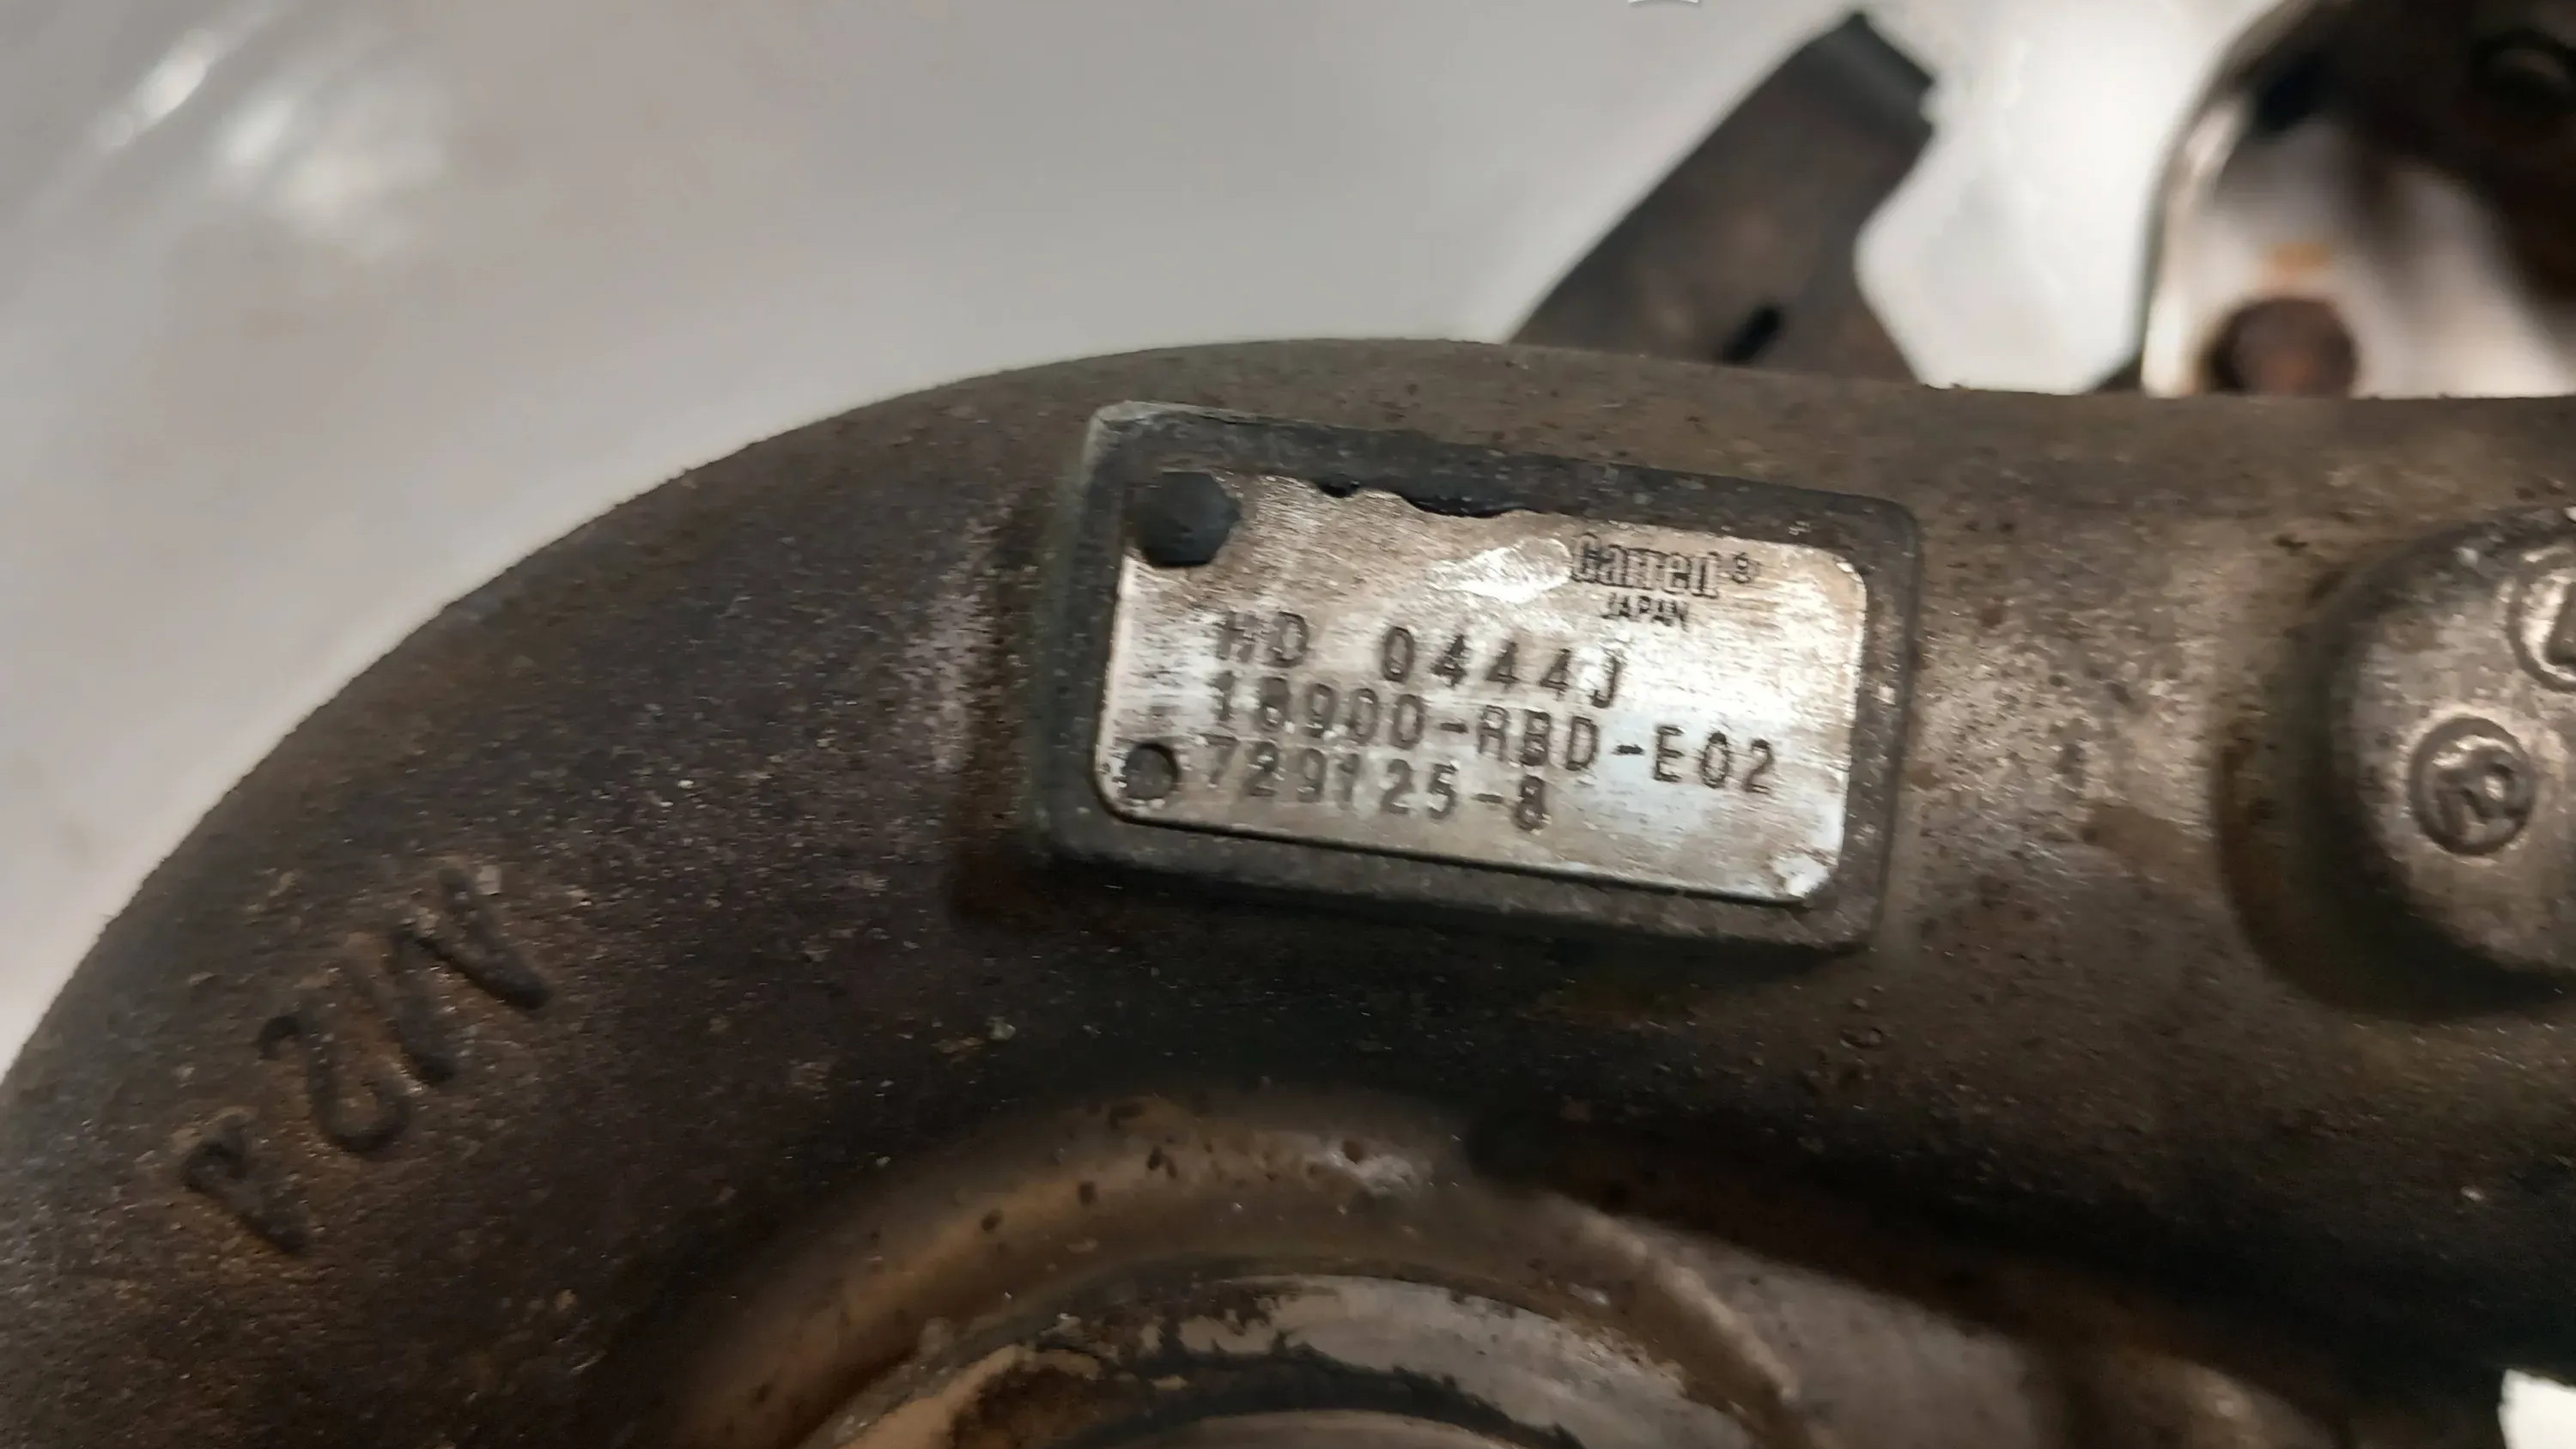 Garrett®
JAPAN
HD 0444J
18900-RBD-E02
729125-8